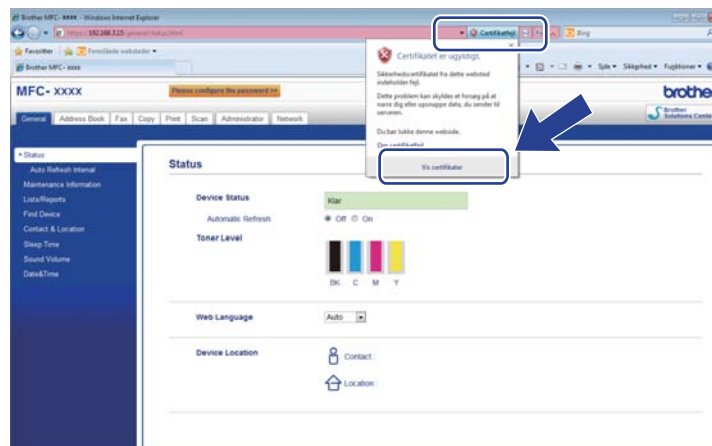 Brother MFC- XXXX - Windows Internet Explorer
https://192.168.1.15/general/status.html
Certifikatfejl
Bing
Favoritter
Foreslåede websteder
Brother MFC- xxxx
Side
Sikkerhed
Funktioner
Certifikatet er ugyldigt.
Sikkerhedscertifikatet fra dette websted
indeholder fejl.
Dette problem kan skyldes et forsøg på at
narre dig eller opsnappe data, du sender til
serveren.
Du bør lukke denne webside.
Om certifikatfejl
Vis certifikater
MFC- XXXX
Please configure the password >>
brothe
Brother
Solutions Cente
General
Address Book
Fax
Copy
Print
Scan
Administrator
Network
Status
Auto Refresh Interval
Maintenance Information
Lists/Reports
Find Device
Contact & Location
Sleep Time
Sound Volume
Date&Time
Status
Device Status
Klar
Automatic Refresh
Off
On
Toner Level
BK C M Y
Web Language
Auto
Device Location
Contact :
Location :